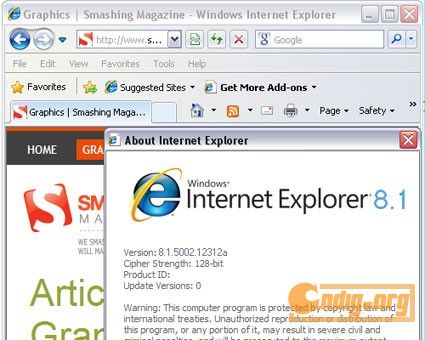 Graphics | Smashing Magazine - Windows Internet Explorer
http://www.s...
Google
File Edit View Favorites Tools Help
Favorites Suggested Sites Get More Add-ons
Graphics | Smashing Maga... Page Safety »
HOME GRA
About Internet Explorer
SM
MA
WE SMAS
WILL MA
Artic
Gran
Windows®
Internet Explorer 8.1
Version: 8.1.5002.12312a
Cipher Strength: 128-bit
Product ID:
Update Versions: 0
Warning: This computer program is protected by copyright law and
international treaties. Unauthorized reproduction or distribution of
this program, or any portion of it, may result in severe civil and